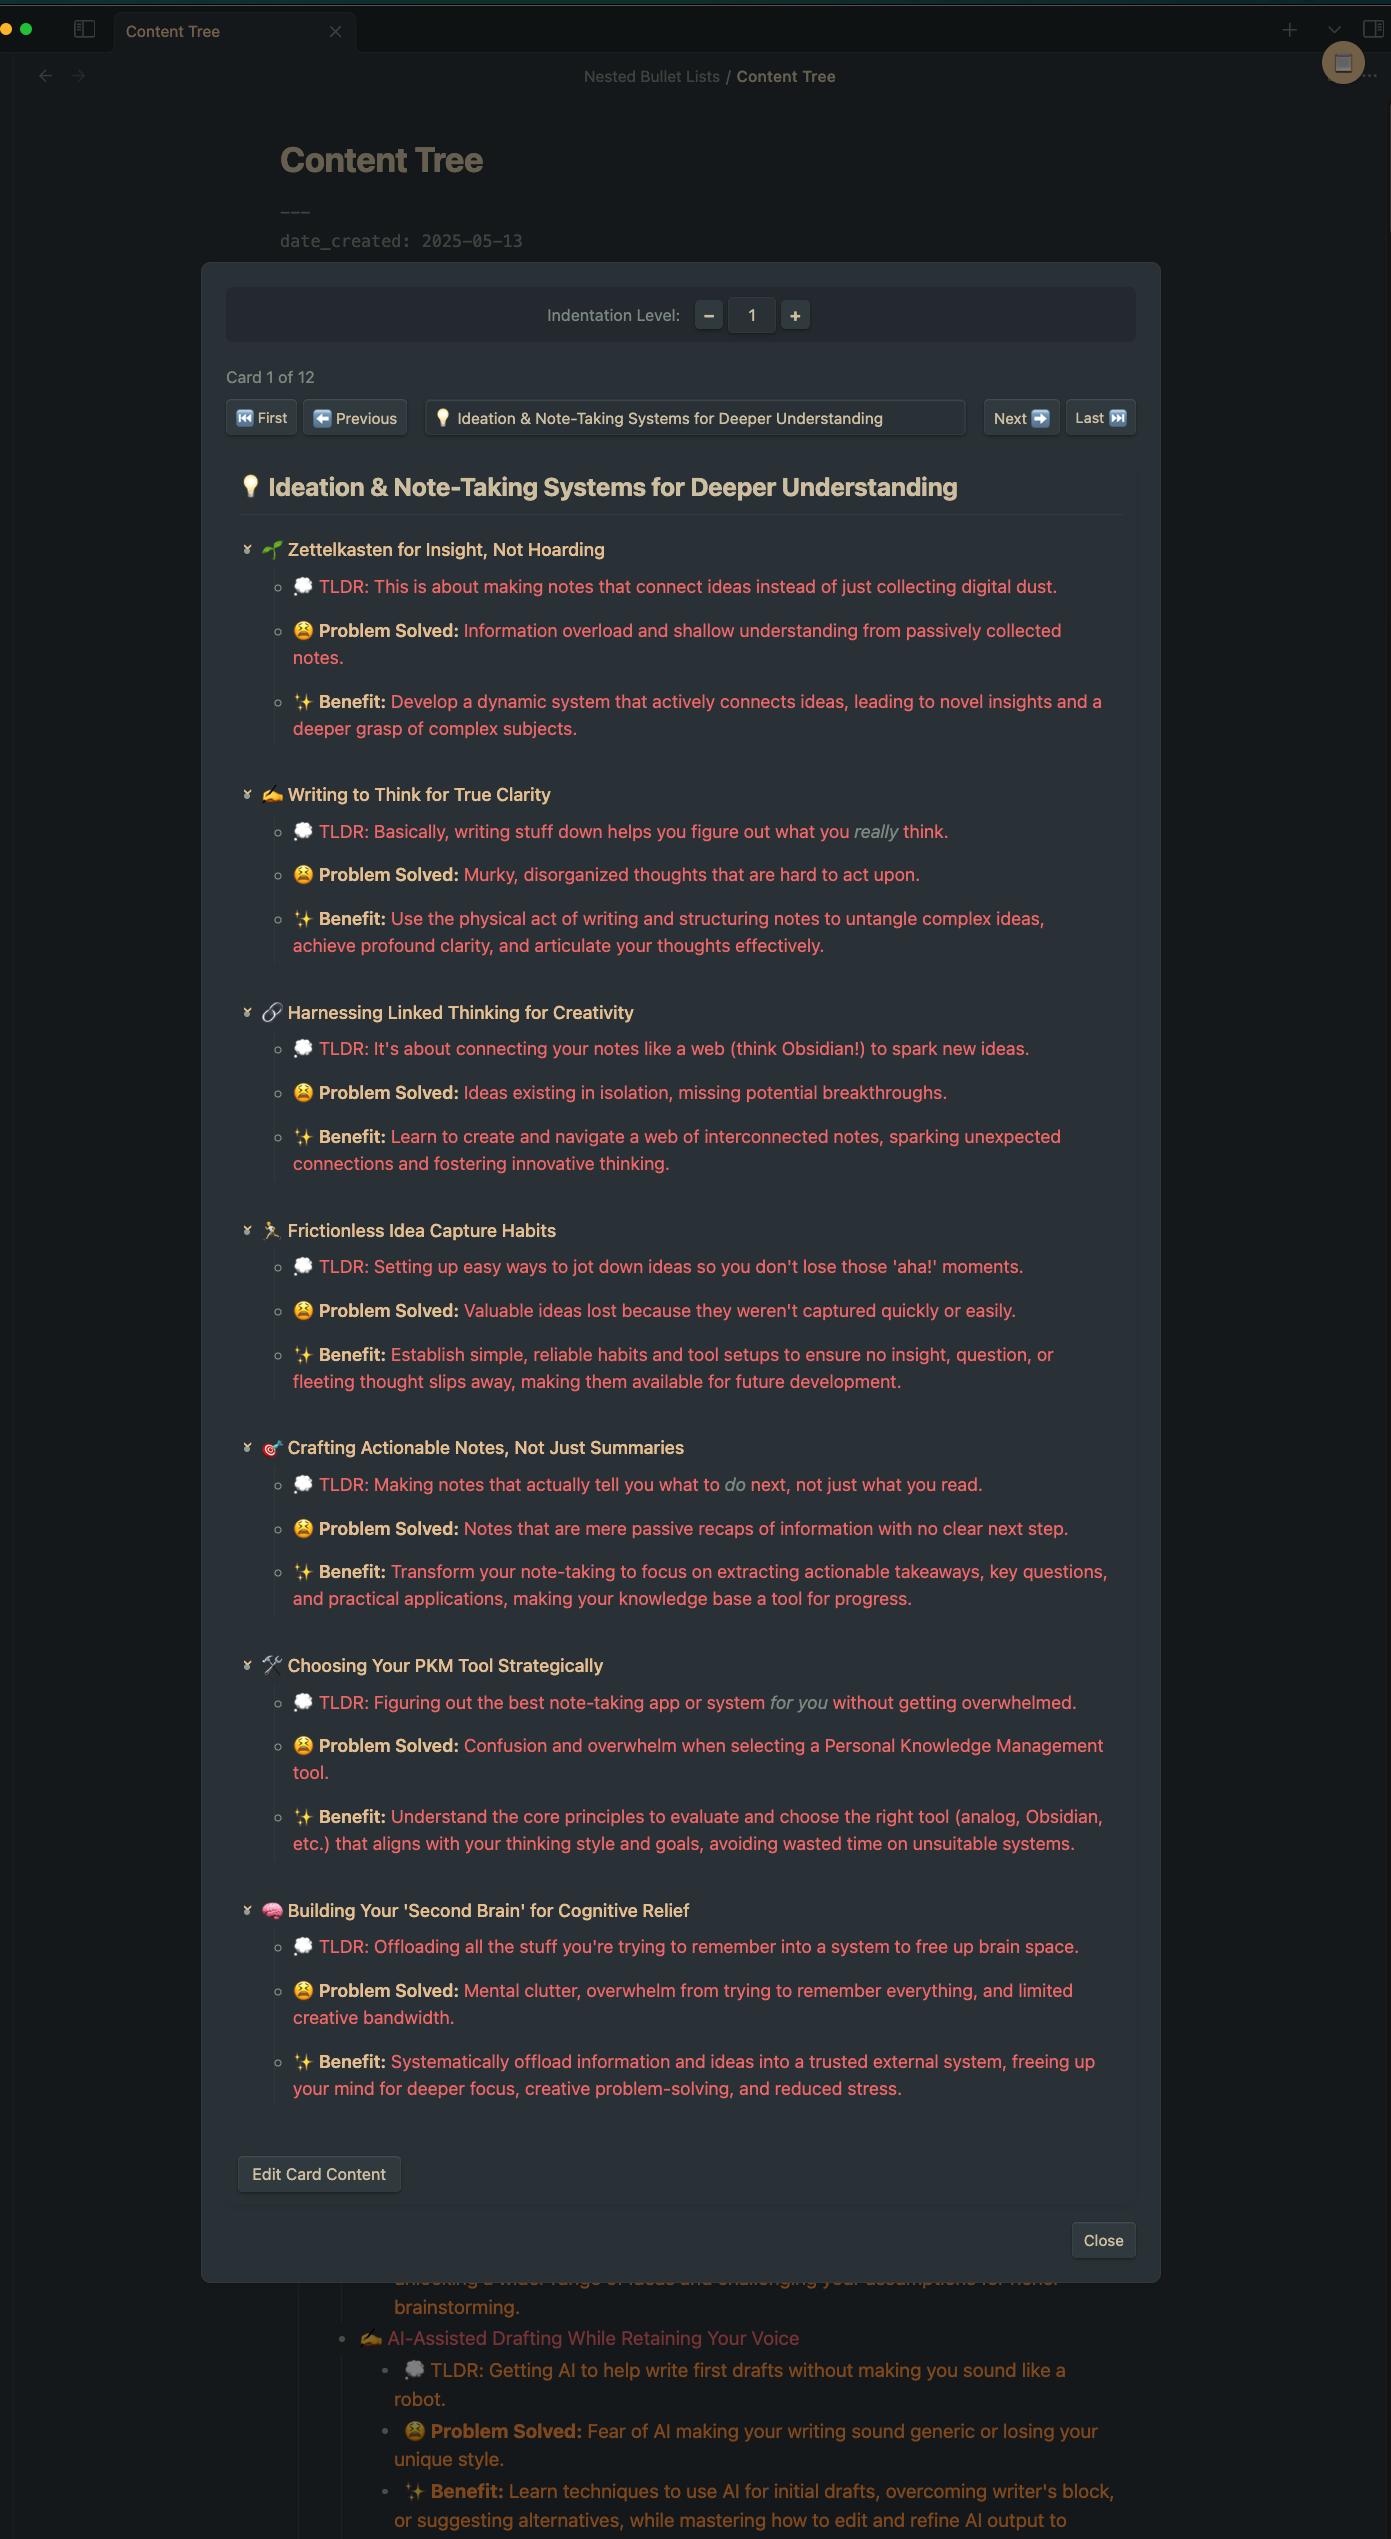 Content Tree
Nested Bullet Lists / Content Tree
Content Tree
---
date_created: 2025-05-13
Indentation Level: − 1 +
Card 1 of 12
⏮️ First ⬅️ Previous 💡 Ideation & Note-Taking Systems for Deeper Understanding Next ➡️ Last ⏭️
💡 Ideation & Note-Taking Systems for Deeper Understanding
🌱 Zettelkasten for Insight, Not Hoarding
💭 TLDR: This is about making notes that connect ideas instead of just collecting digital dust.
😫 Problem Solved: Information overload and shallow understanding from passively collected
notes.
✨ Benefit: Develop a dynamic system that actively connects ideas, leading to novel insights and a
deeper grasp of complex subjects.
✍️ Writing to Think for True Clarity
💭 TLDR: Basically, writing stuff down helps you figure out what you really think.
😫 Problem Solved: Murky, disorganized thoughts that are hard to act upon.
✨ Benefit: Use the physical act of writing and structuring notes to untangle complex ideas,
achieve profound clarity, and articulate your thoughts effectively.
🔗 Harnessing Linked Thinking for Creativity
💭 TLDR: It's about connecting your notes like a web (think Obsidian!) to spark new ideas.
😫 Problem Solved: Ideas existing in isolation, missing potential breakthroughs.
✨ Benefit: Learn to create and navigate a web of interconnected notes, sparking unexpected
connections and fostering innovative thinking.
🏃 Frictionless Idea Capture Habits
💭 TLDR: Setting up easy ways to jot down ideas so you don't lose those 'aha!' moments.
😫 Problem Solved: Valuable ideas lost because they weren't captured quickly or easily.
✨ Benefit: Establish simple, reliable habits and tool setups to ensure no insight, question, or
fleeting thought slips away, making them available for future development.
🎯 Crafting Actionable Notes, Not Just Summaries
💭 TLDR: Making notes that actually tell you what to do next, not just what you read.
😫 Problem Solved: Notes that are mere passive recaps of information with no clear next step.
✨ Benefit: Transform your note-taking to focus on extracting actionable takeaways, key questions,
and practical applications, making your knowledge base a tool for progress.
🛠️ Choosing Your PKM Tool Strategically
💭 TLDR: Figuring out the best note-taking app or system for you without getting overwhelmed.
😫 Problem Solved: Confusion and overwhelm when selecting a Personal Knowledge Management
tool.
✨ Benefit: Understand the core principles to evaluate and choose the right tool (analog, Obsidian,
etc.) that aligns with your thinking style and goals, avoiding wasted time on unsuitable systems.
🧠 Building Your 'Second Brain' for Cognitive Relief
💭 TLDR: Offloading all the stuff you're trying to remember into a system to free up brain space.
😫 Problem Solved: Mental clutter, overwhelm from trying to remember everything, and limited
creative bandwidth.
✨ Benefit: Systematically offload information and ideas into a trusted external system, freeing up
your mind for deeper focus, creative problem-solving, and reduced stress.
Edit Card Content
Close
brainstorming.
✍️ AI-Assisted Drafting While Retaining Your Voice
💭 TLDR: Getting AI to help write first drafts without making you sound like a
robot.
😫 Problem Solved: Fear of AI making your writing sound generic or losing your
unique style.
✨ Benefit: Learn techniques to use AI for initial drafts, overcoming writer's block,
or suggesting alternatives, while mastering how to edit and refine AI output to